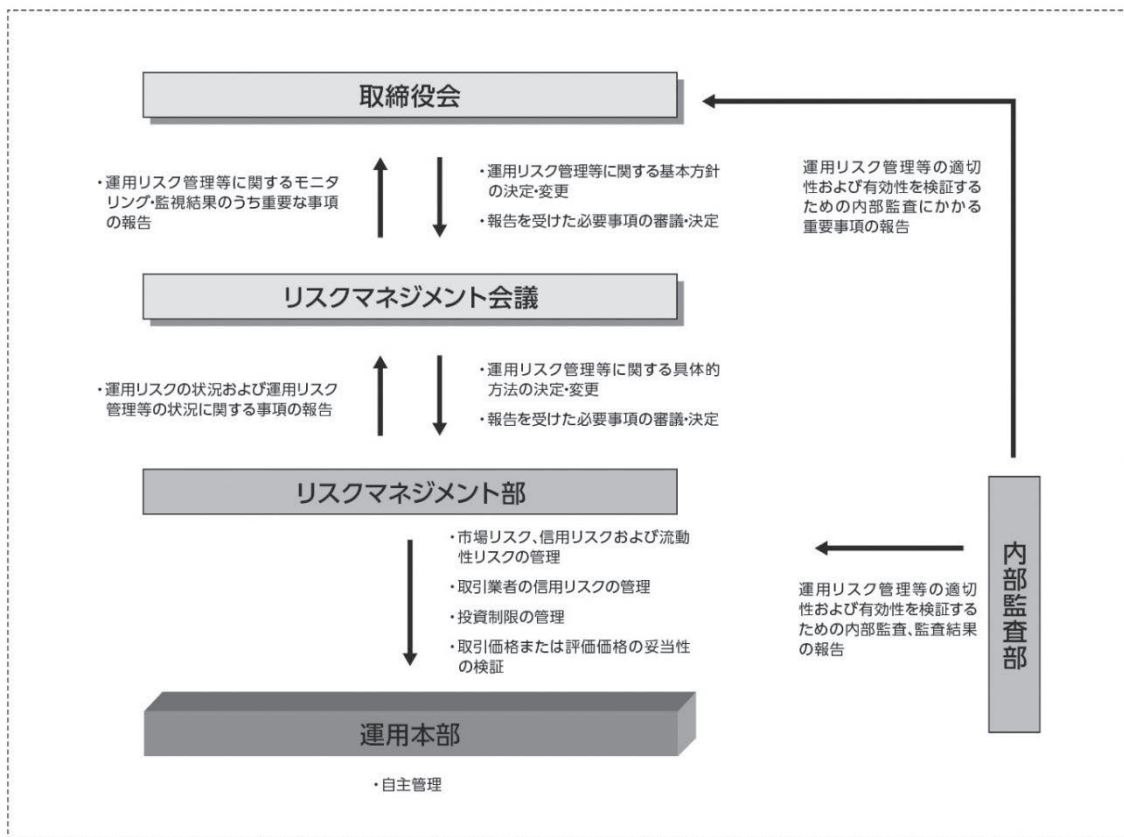 取締役会
・運用リスク管理等に関するモニタ
リング・監視結果のうち重要な事項
の報告
・運用リスク管理等に関する基本方針
の決定・変更
・報告を受けた必要事項の審議・決定
運用リスク管理等の適切
性および有効性を検証する
ための内部監査にかかる
重要事項の報告
リスクマネジメント会議
・運用リスクの状況および運用リスク
管理等の状況に関する事項の報告
・運用リスク管理等に関する具体的
方法の決定・変更
・報告を受けた必要事項の審議・決定
リスクマネジメント部
・市場リスク、信用リスクおよび流動
性リスクの管理
・取引業者の信用リスクの管理
・投資制限の管理
・取引価格または評価価格の妥当性
の検証
運用リスク管理等の適切
性および有効性を検証する
ための内部監査、監査結果
の報告
内部監査部
運用本部
・自主管理